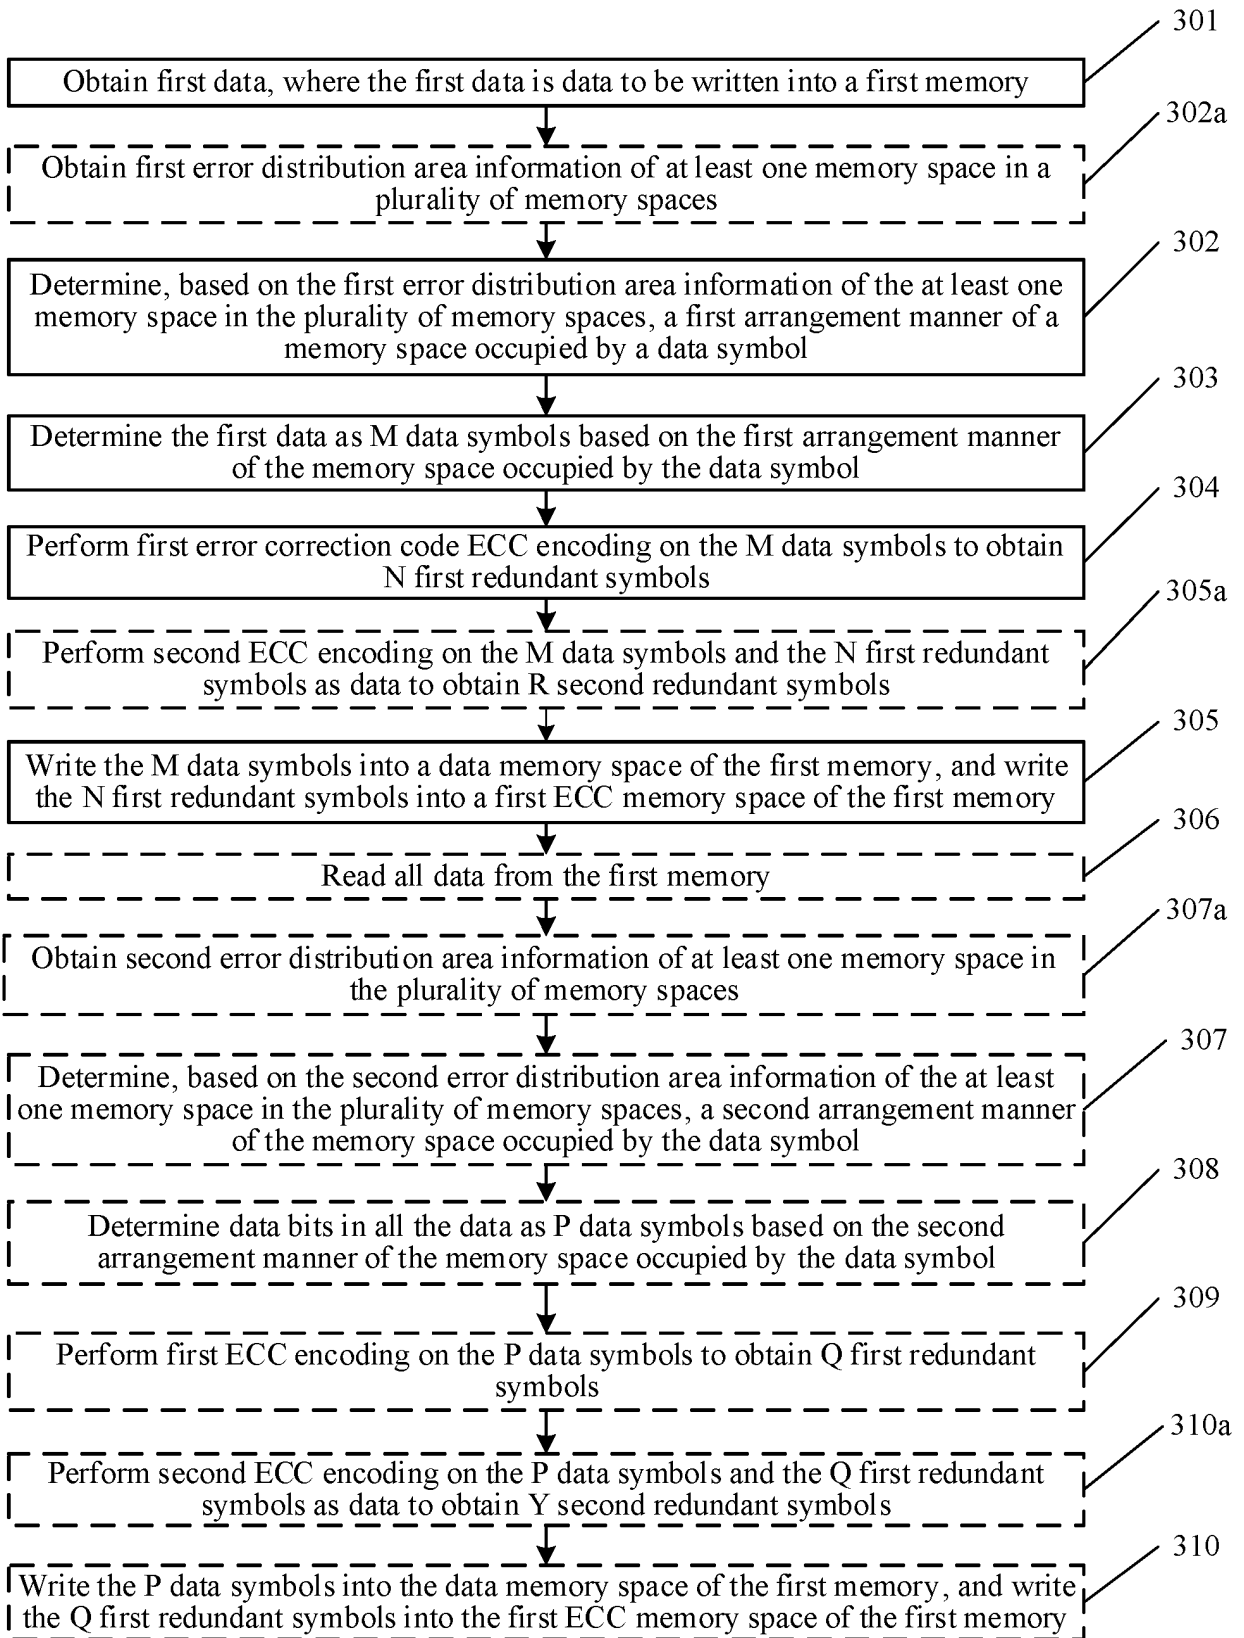 301
Obtain first data, where the first data is data to be written into a first memory
302a
Obtain first error distribution area information of at least one memory space in a
plurality of memory spaces
302
Determine, based on the first error distribution area information of the at least one
memory space in the plurality of memory spaces, a first arrangement manner of a
memory space occupied by a data symbol
303
Determine the first data as M data symbols based on the first arrangement manner
of the memory space occupied by the data symbol
304
Perform first error correction code ECC encoding on the M data symbols to obtain
N first redundant symbols
305a
Perform second ECC encoding on the M data symbols and the N first redundant
symbols as data to obtain R second redundant symbols
305
Write the M data symbols into a data memory space of the first memory, and write
the N first redundant symbols into a first ECC memory space of the first memory
306
Read all data from the first memory
307a
Obtain second error distribution area information of at least one memory space in
the plurality of memory spaces
307
Determine, based on the second error distribution area information of the at least
one memory space in the plurality of memory spaces, a second arrangement manner
of the memory space occupied by the data symbol
308
Determine data bits in all the data as P data symbols based on the second
arrangement manner of the memory space occupied by the data symbol
309
Perform first ECC encoding on the P data symbols to obtain Q first redundant
symbols
310a
Perform second ECC encoding on the P data symbols and the Q first redundant
symbols as data to obtain Y second redundant symbols
310
Write the P data symbols into the data memory space of the first memory, and write
the Q first redundant symbols into the first ECC memory space of the first memory